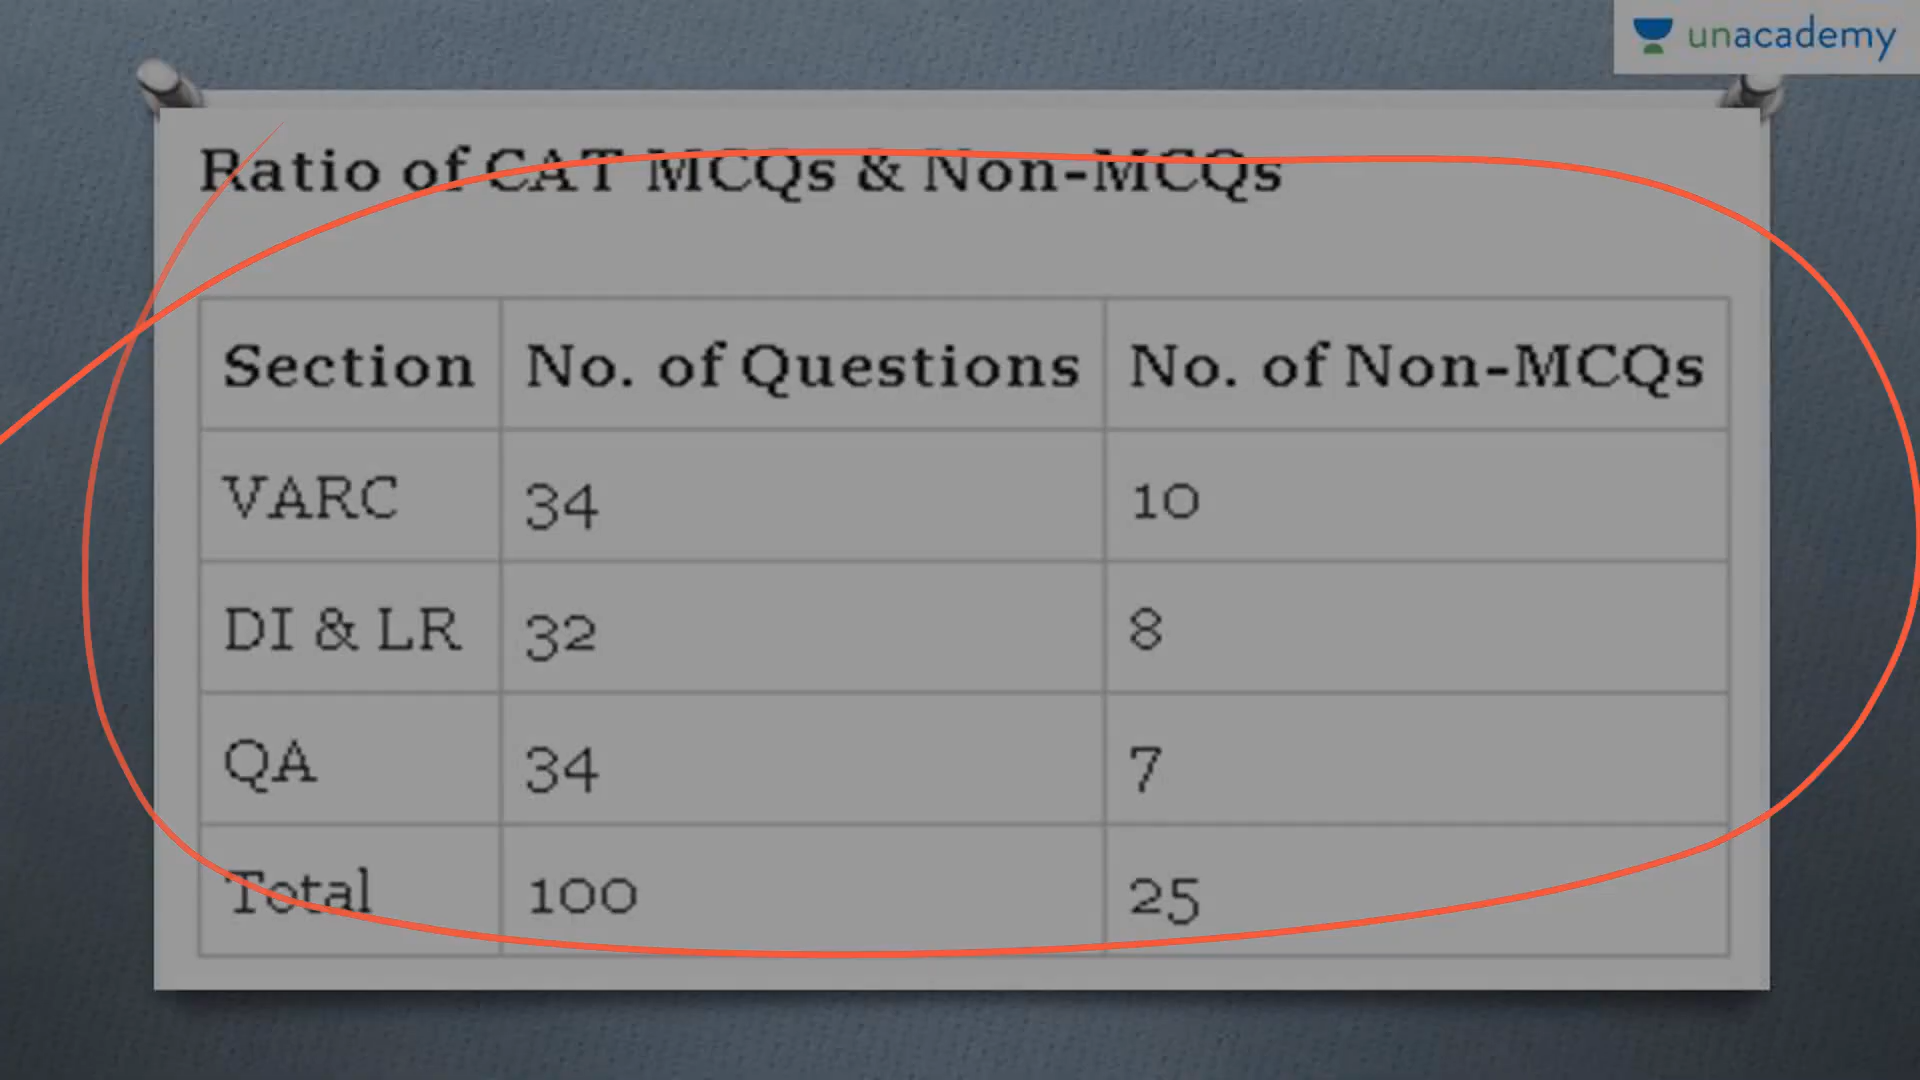 unacademy
Ratio of CAT MCQs & Non-MCQs
Section No. of Questions No. of Non-MCQs
VARC 34 10
DI & LR 32 8
QA 34 7
Total 100 25